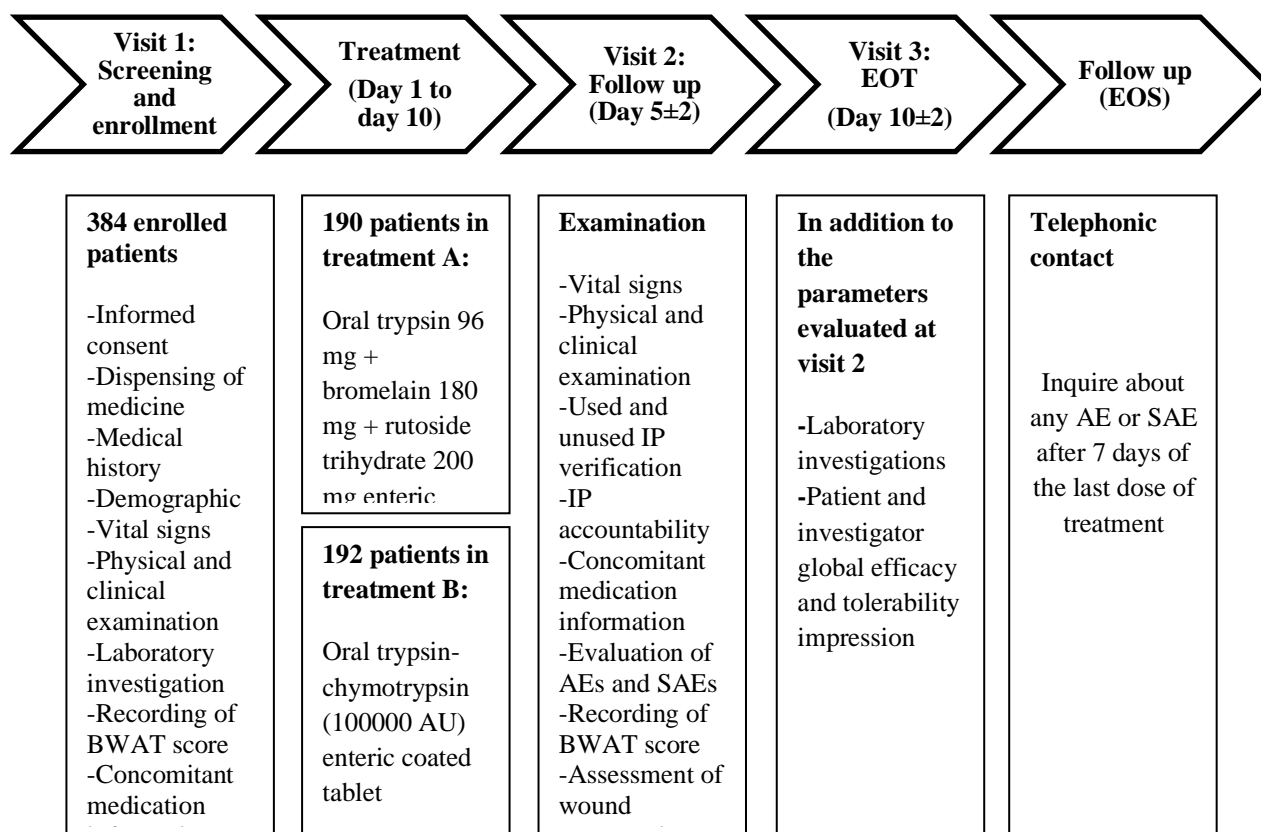 Visit 1:
Screening
and
enrollment
Treatment
(Day 1 to
day 10)
Visit 2:
Follow up
(Day 5±2)
Visit 3:
EOT
(Day 10±2)
Follow up
(EOS)
384 enrolled
patients
-Informed
consent
-Dispensing of
medicine
-Medical
history
-Demographic
-Vital signs
-Physical and
clinical
examination
-Laboratory
investigation
-Recording of
BWAT score
-Concomitant
medication
190 patients in
treatment A:
Oral trypsin 96
mg +
bromelain 180
mg + rutoside
trihydrate 200
mg enteric
192 patients in
treatment B:
Oral trypsin-
chymotrypsin
(100000 AU)
enteric coated
tablet
Examination
-Vital signs
-Physical and
clinical
examination
-Used and
unused IP
verification
-IP
accountability
-Concomitant
medication
information
-Evaluation of
AEs and SAEs
-Recording of
BWAT score
-Assessment of
wound
In addition to
the
parameters
evaluated at
visit 2
-Laboratory
investigations
-Patient and
investigator
global efficacy
and tolerability
impression
Telephonic
contact
Inquire about
any AE or SAE
after 7 days of
the last dose of
treatment